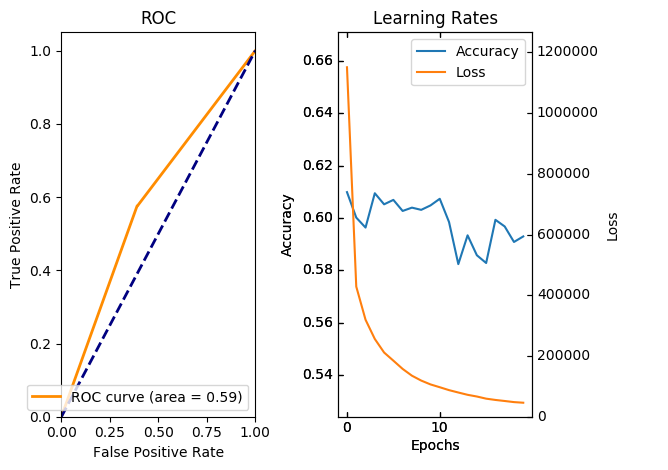 ROC
True Positive Rate
1.0
0.8
0.6
0.4
0.2
0.0
ROC curve (area = 0.59)
0.00 0.25 0.50 0.75 1.00
False Positive Rate
Learning Rates
Accuracy
0.66
0.64
0.62
0.60
0.58
0.56
0.54
Accuracy
Loss
1200000
1000000
800000
600000
400000
200000
0
Loss
0 10
Epochs